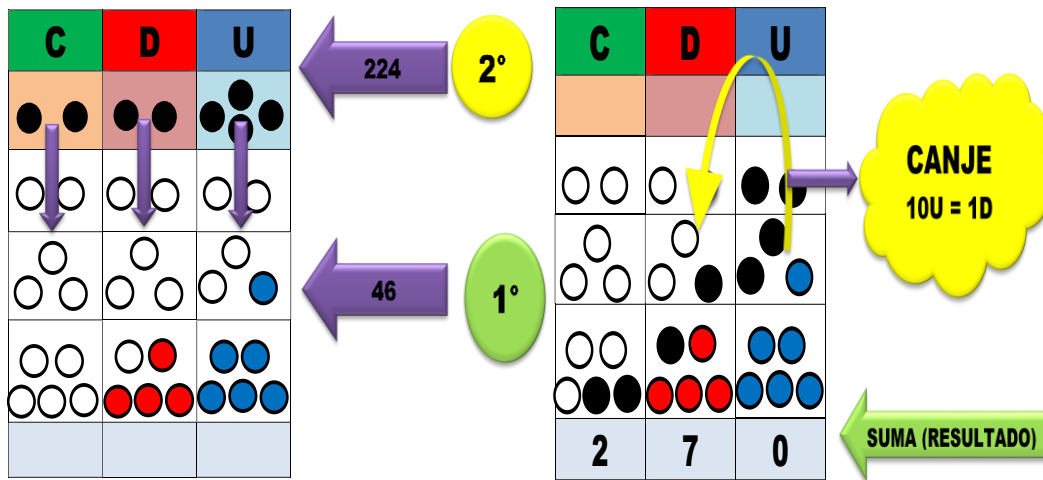 C D U
224
2°
46
1°
C D U
CANJE
10U = 1D
2 7 0
SUMA (RESULTADO)